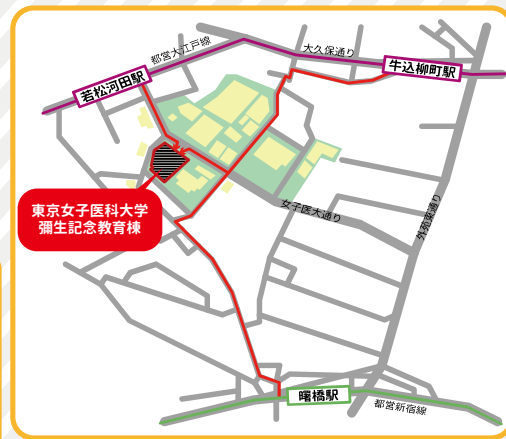 都営大江戸線
大久保通り
若松河田駅
牛込柳町駅
東京女子医科大学
彌生記念教育棟
女子医大通り
外苑東通り
曙橋駅
都営新宿線